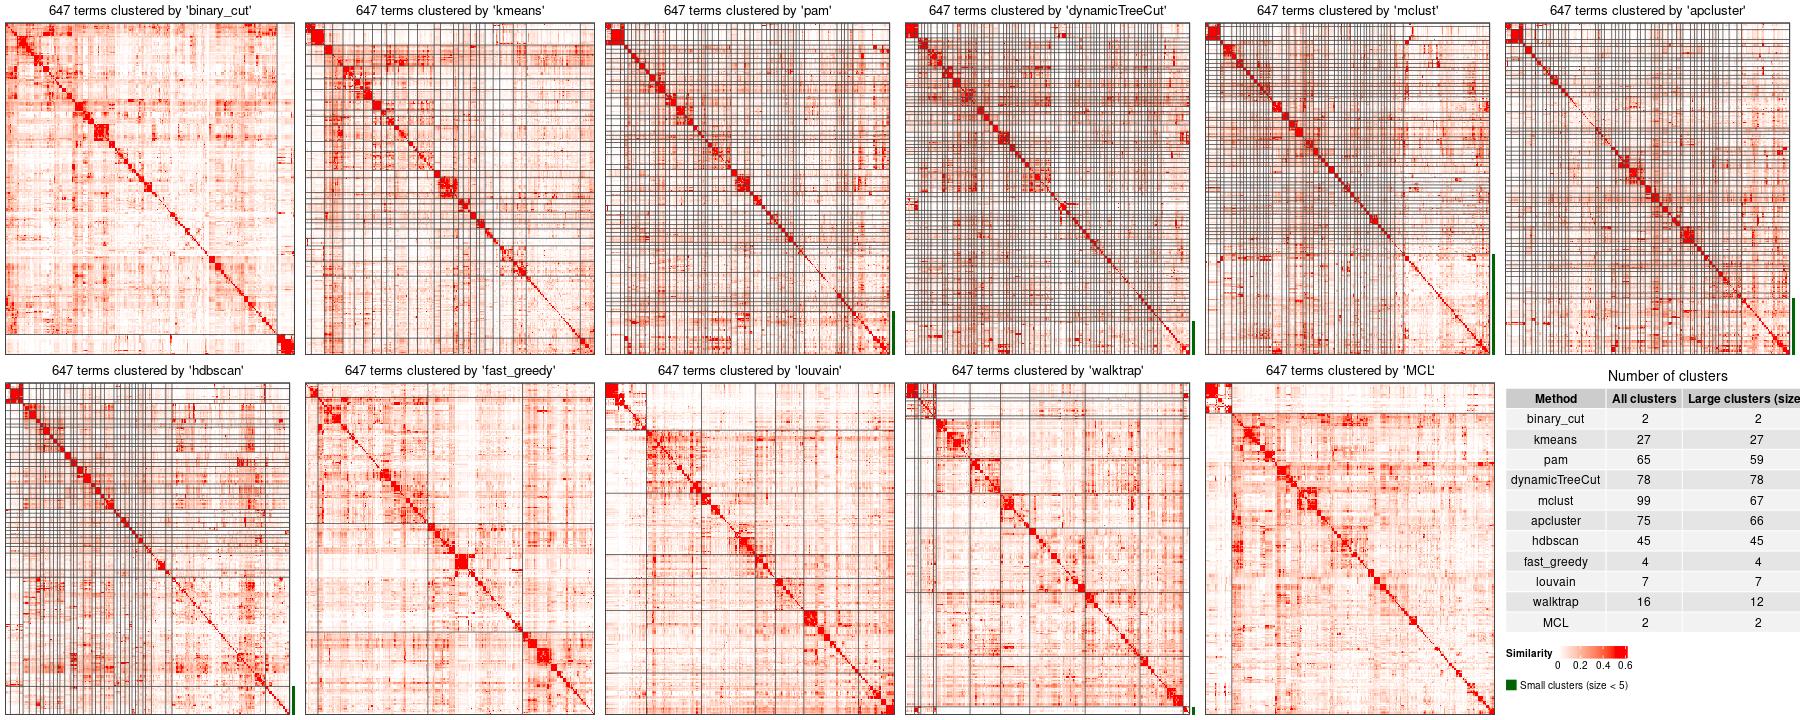 647 terms clustered by 'binary_cut'
647 terms clustered by 'kmeans'
647 terms clustered by 'pam'
647 terms clustered by 'dynamicTreeCut'
647 terms clustered by 'mclust'
647 terms clustered by 'apcluster'
647 terms clustered by 'hdbscan'
647 terms clustered by 'fast_greedy'
647 terms clustered by 'louvain'
647 terms clustered by 'walktrap'
647 terms clustered by 'MCL'
Number of clusters
Method All clusters Large clusters (size
binary_cut 2 2
kmeans 27 27
pam 65 59
dynamicTreeCut 78 78
mclust 99 67
apcluster 75 66
hdbscan 45 45
fast_greedy 4 4
louvain 7 7
walktrap 16 12
MCL 2 2
Similarity
0 0.2 0.4 0.6
Small clusters (size < 5)